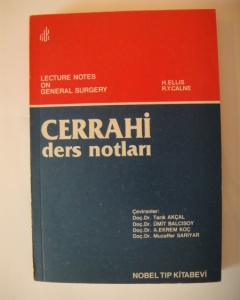 LECTURE NOTES
ON
GENERAL SURGERY
H.ELLIS
R.Y.CALNE
CERRAHİ
ders notları
Çevirenler:
Doç.Dr. Tarık AKÇAL
Doç.Dr. ÜMİT BALCISOY
Doç.Dr. A.EKREM KOÇ
Doç.Dr. Muzaffer SARIYAR
NOBEL TIP KİTABEVİ